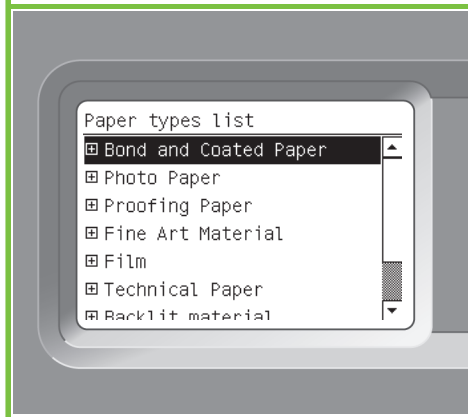 Paper types list
Bond and Coated Paper
Photo Paper
Proofing Paper
Fine Art Material
Film
Technical Paper
Backlit material